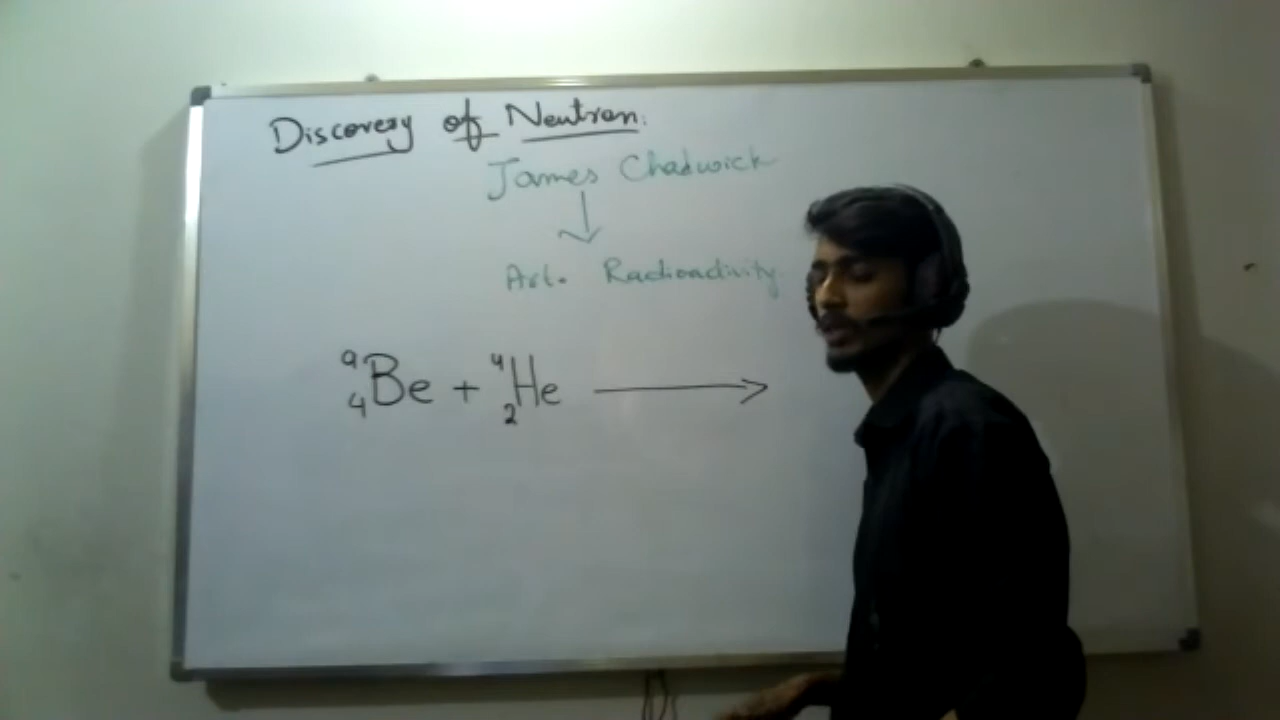 Discovery of Neutron.
James Chadwick
↓
Art. Radioactivity
⁹₄Be + ⁴₂He ⟶